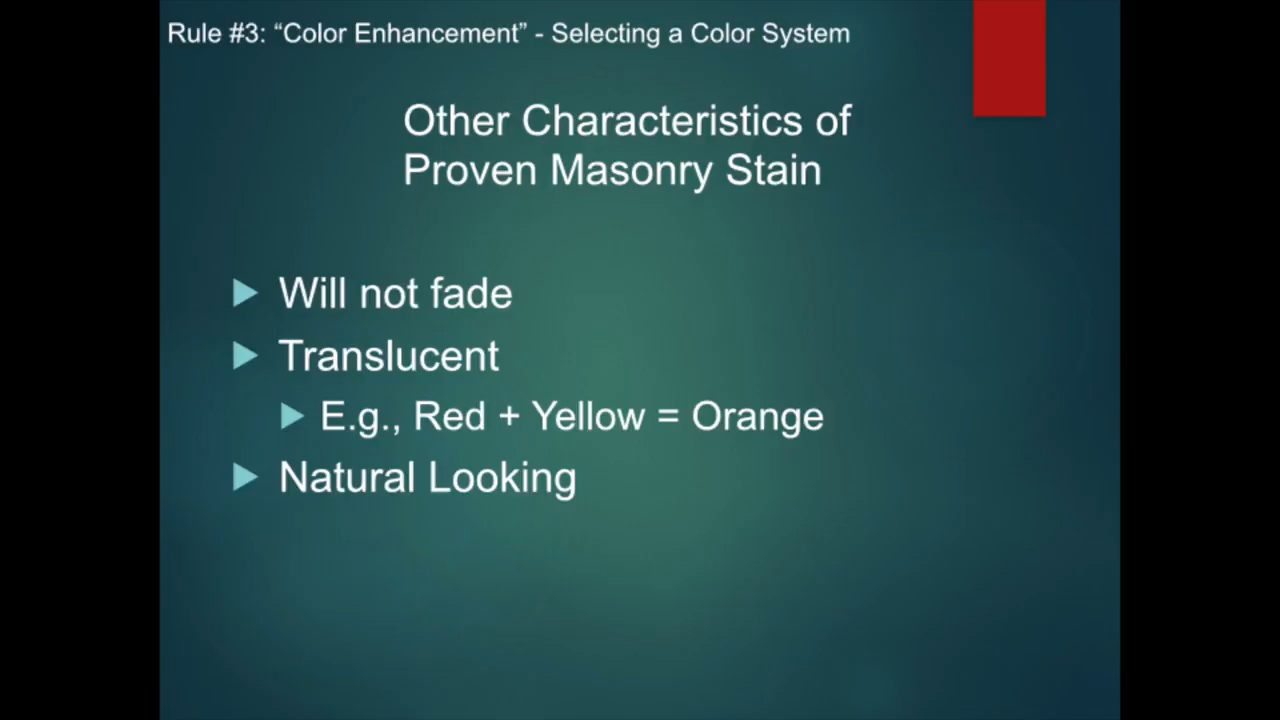 Rule #3: “Color Enhancement” - Selecting a Color System
Other Characteristics of
Proven Masonry Stain
Will not fade
Translucent
E.g., Red + Yellow = Orange
Natural Looking